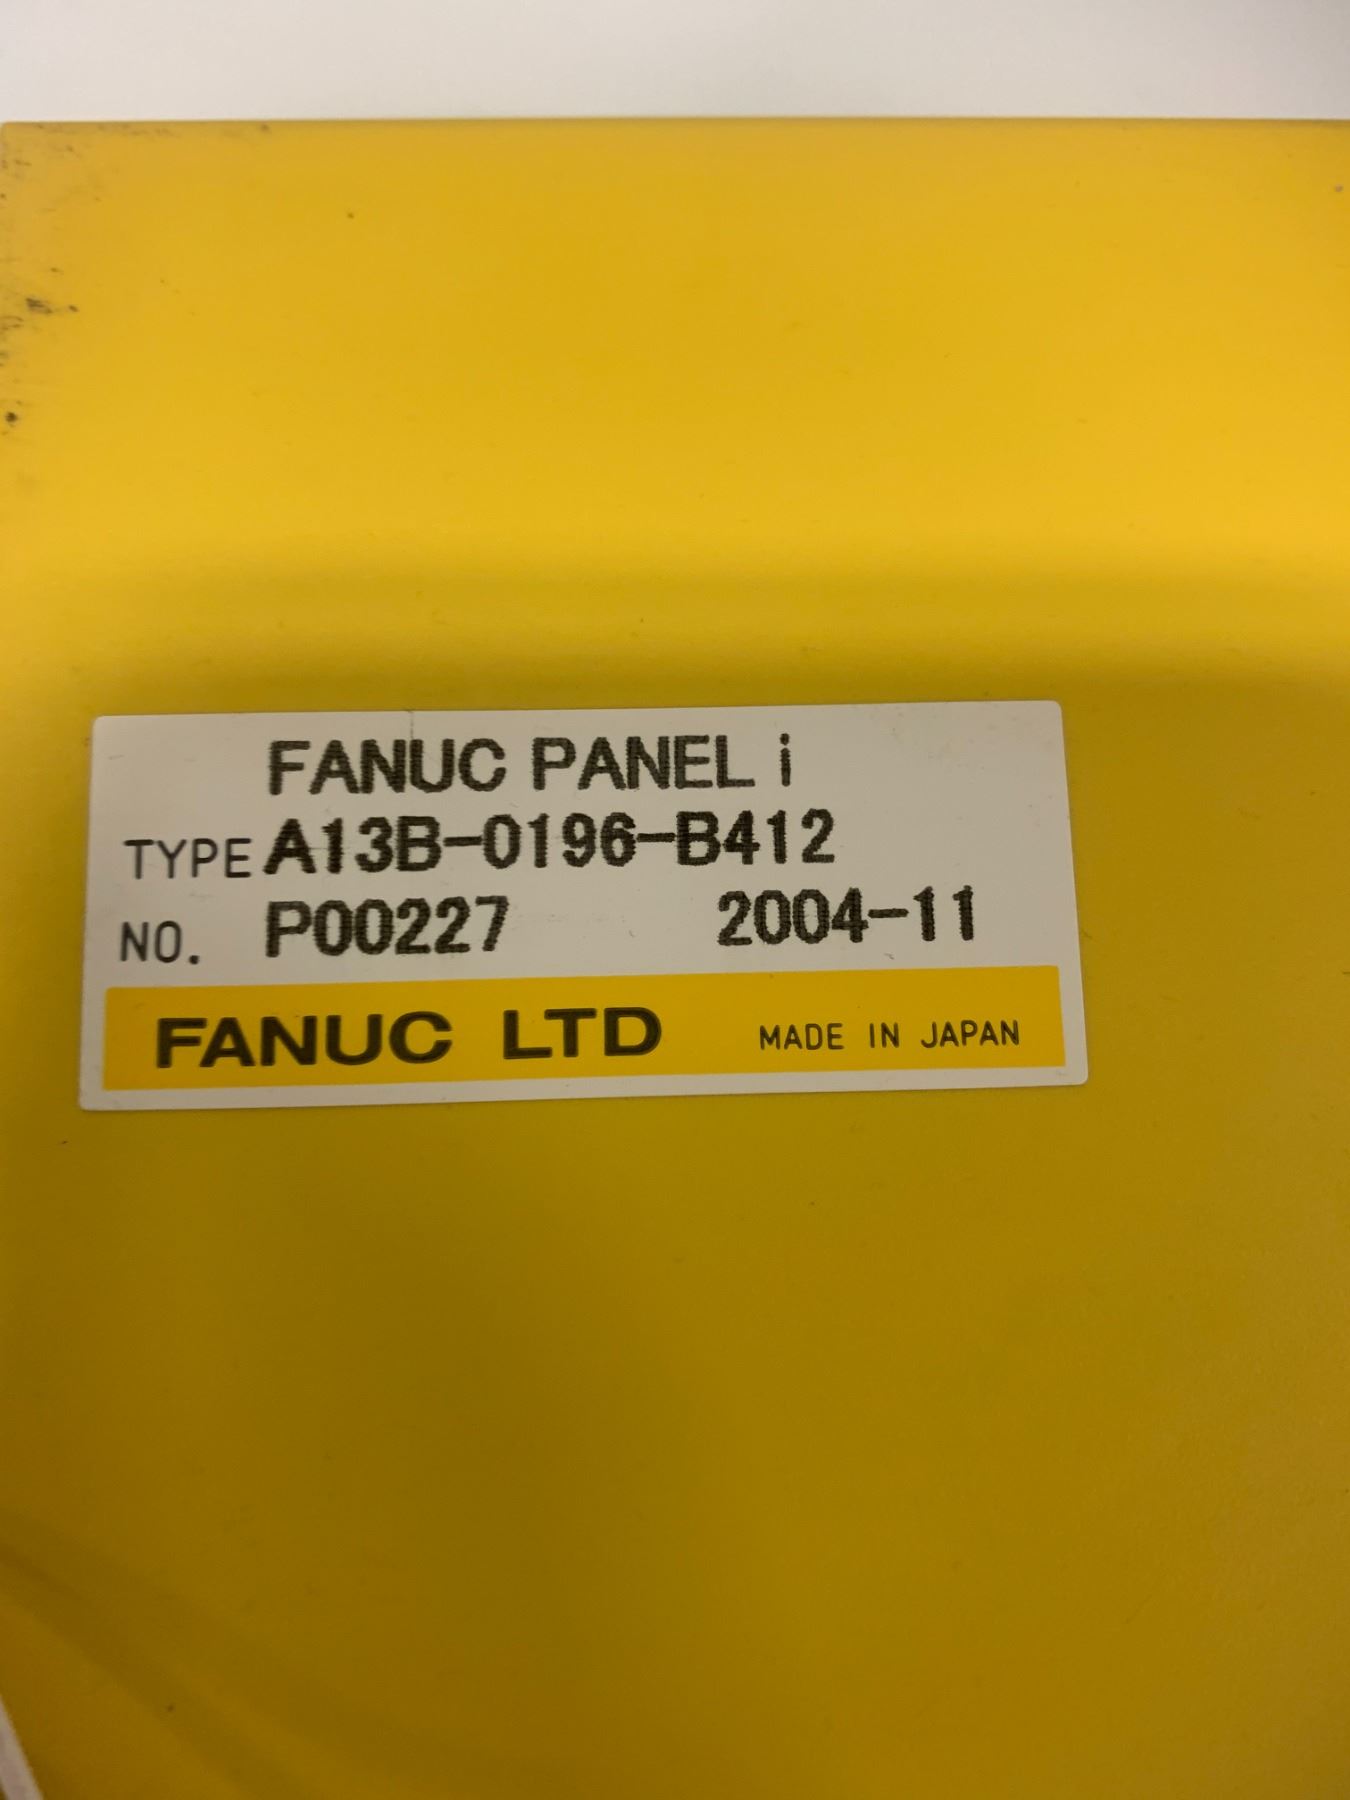 FANUC PANEL i
TYPE A13B-0196-B412
NO. P00227 2004-11
FANUC LTD MADE IN JAPAN